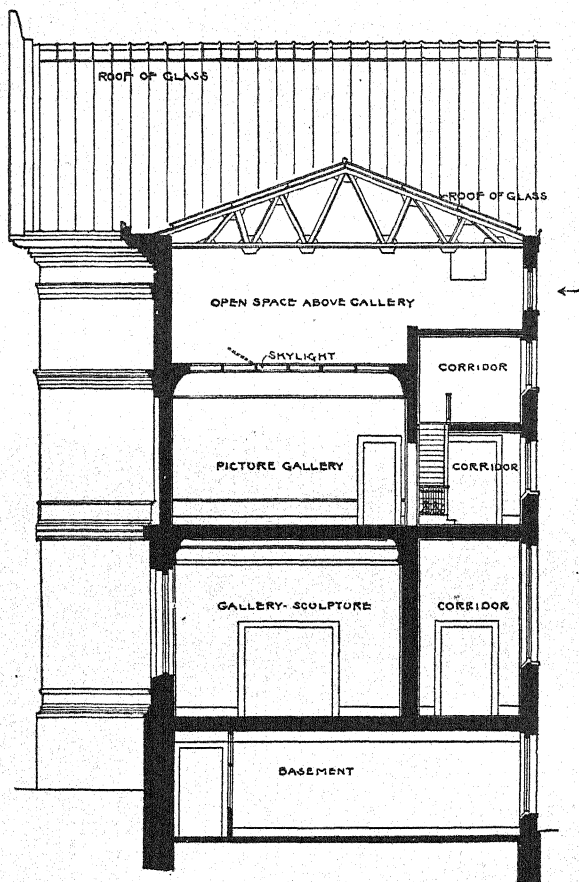 ROOF OF GLASS
ROOF OF GLASS
OPEN SPACE ABOVE GALLERY
SKYLIGHT
CORRIDOR
PICTURE GALLERY
CORRIDOR
GALLERY-SCULPTURE
CORRIDOR
BASEMENT